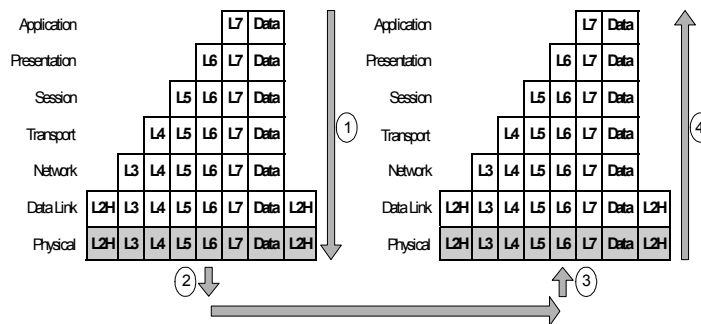 Application L7 Data
Presentation L6 L7 Data
Session L5 L6 L7 Data
Transport L4 L5 L6 L7 Data
Network L3 L4 L5 L6 L7 Data
Data Link L2H L3 L4 L5 L6 L7 Data L2H
Physical L2H L3 L4 L5 L6 L7 Data L2H
1
2
Application L7 Data
Presentation L6 L7 Data
Session L5 L6 L7 Data
Transport L4 L5 L6 L7 Data
Network L3 L4 L5 L6 L7 Data
Data Link L2H L3 L4 L5 L6 L7 Data L2H
Physical L2H L3 L4 L5 L6 L7 Data L2H
3
4